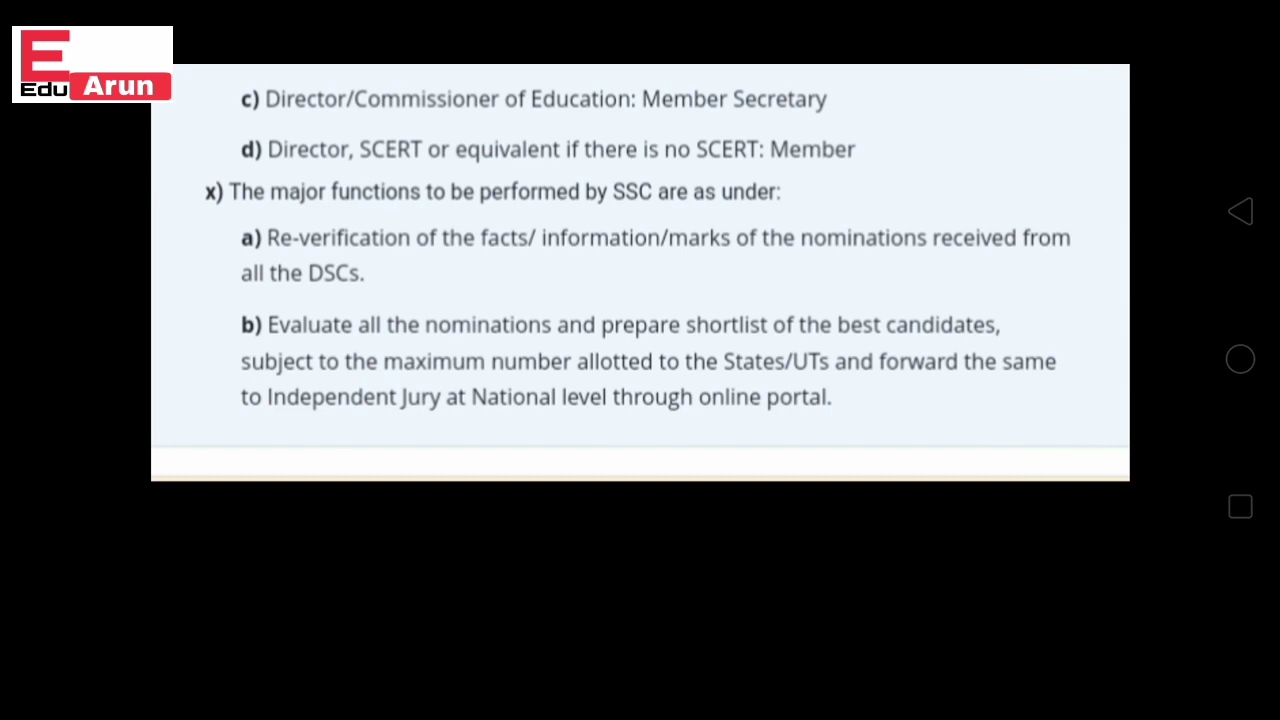 E
Edu Arun
c) Director/Commissioner of Education: Member Secretary
d) Director, SCERT or equivalent if there is no SCERT: Member
x) The major functions to be performed by SSC are as under:
a) Re-verification of the facts/ information/marks of the nominations received from
all the DSCs.
b) Evaluate all the nominations and prepare shortlist of the best candidates,
subject to the maximum number allotted to the States/UTs and forward the same
to Independent Jury at National level through online portal.